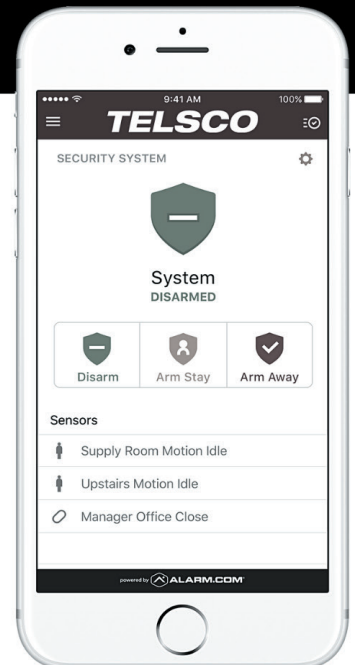 9:41 AM 100%
TELSCO
SECURITY SYSTEM
System
DISARMED
Disarm Arm Stay Arm Away
Sensors
Supply Room Motion Idle
Upstairs Motion Idle
Manager Office Close
powered by ALARM.COM